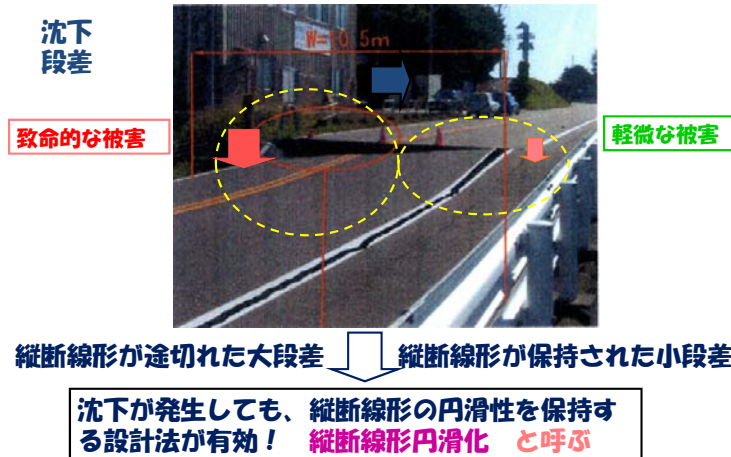 沈下
段差
W=10.5m
致命的な被害
軽微な被害
縦断線形が途切れた大段差
縦断線形が保持された小段差
沈下が発生しても、縦断線形の円滑性を保持す
る設計法が有効！ 縦断線形円滑化 と呼ぶ